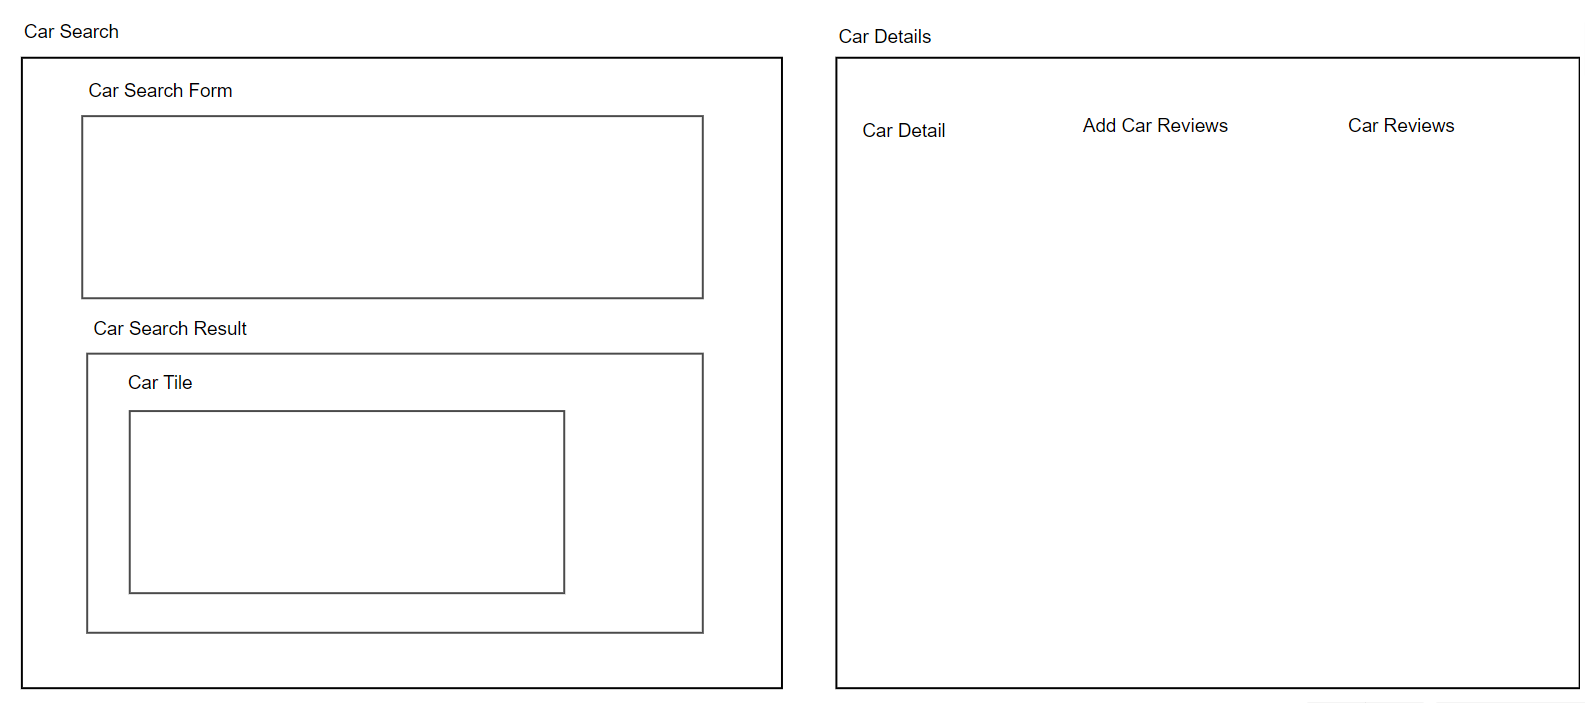 Car Search
Car Search Form
Car Search Result
Car Tile
Car Details
Car Detail
Add Car Reviews
Car Reviews